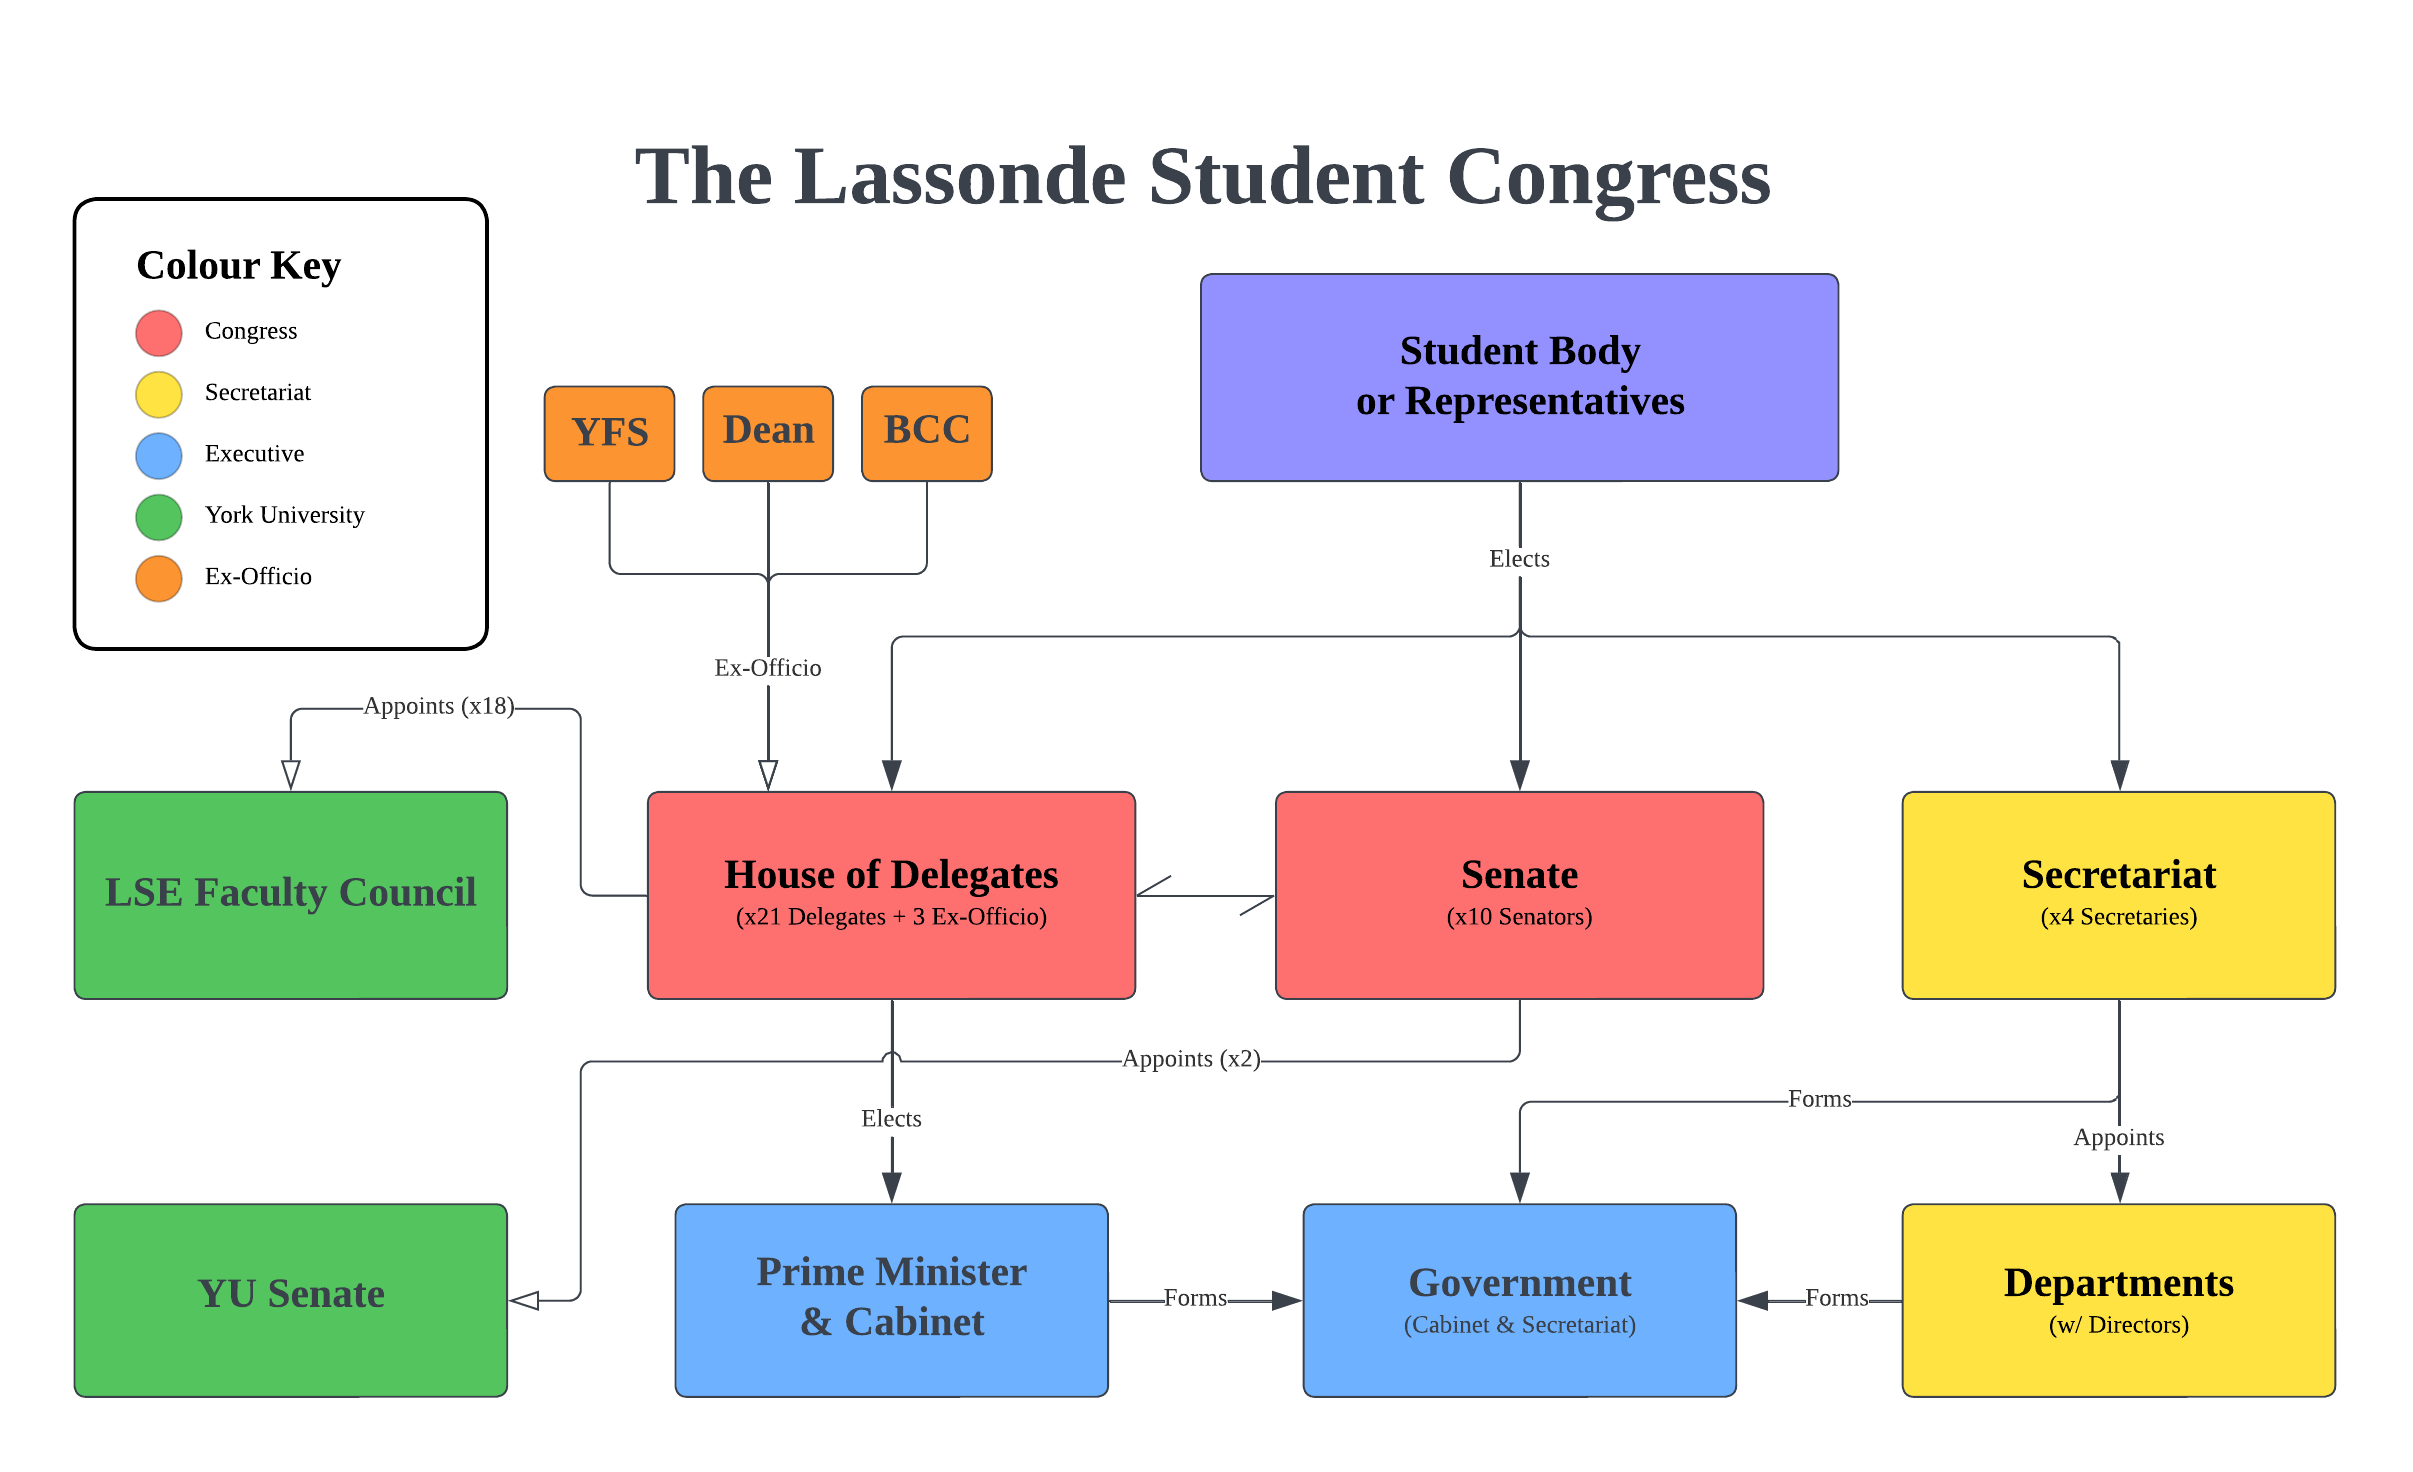 The Lassonde Student Congress
Colour Key
Congress
Secretariat
Executive
York University
Ex-Officio
YFS
Dean
BCC
Student Body
or Representatives
Elects
Ex-Officio
Appoints (x18)
LSE Faculty Council
House of Delegates
(x21 Delegates + 3 Ex-Officio)
Senate
(x10 Senators)
Secretariat
(x4 Secretaries)
Appoints (x2)
Elects
Forms
Appoints
YU Senate
Prime Minister
& Cabinet
Forms
Government
(Cabinet & Secretariat)
Forms
Departments
(w/ Directors)